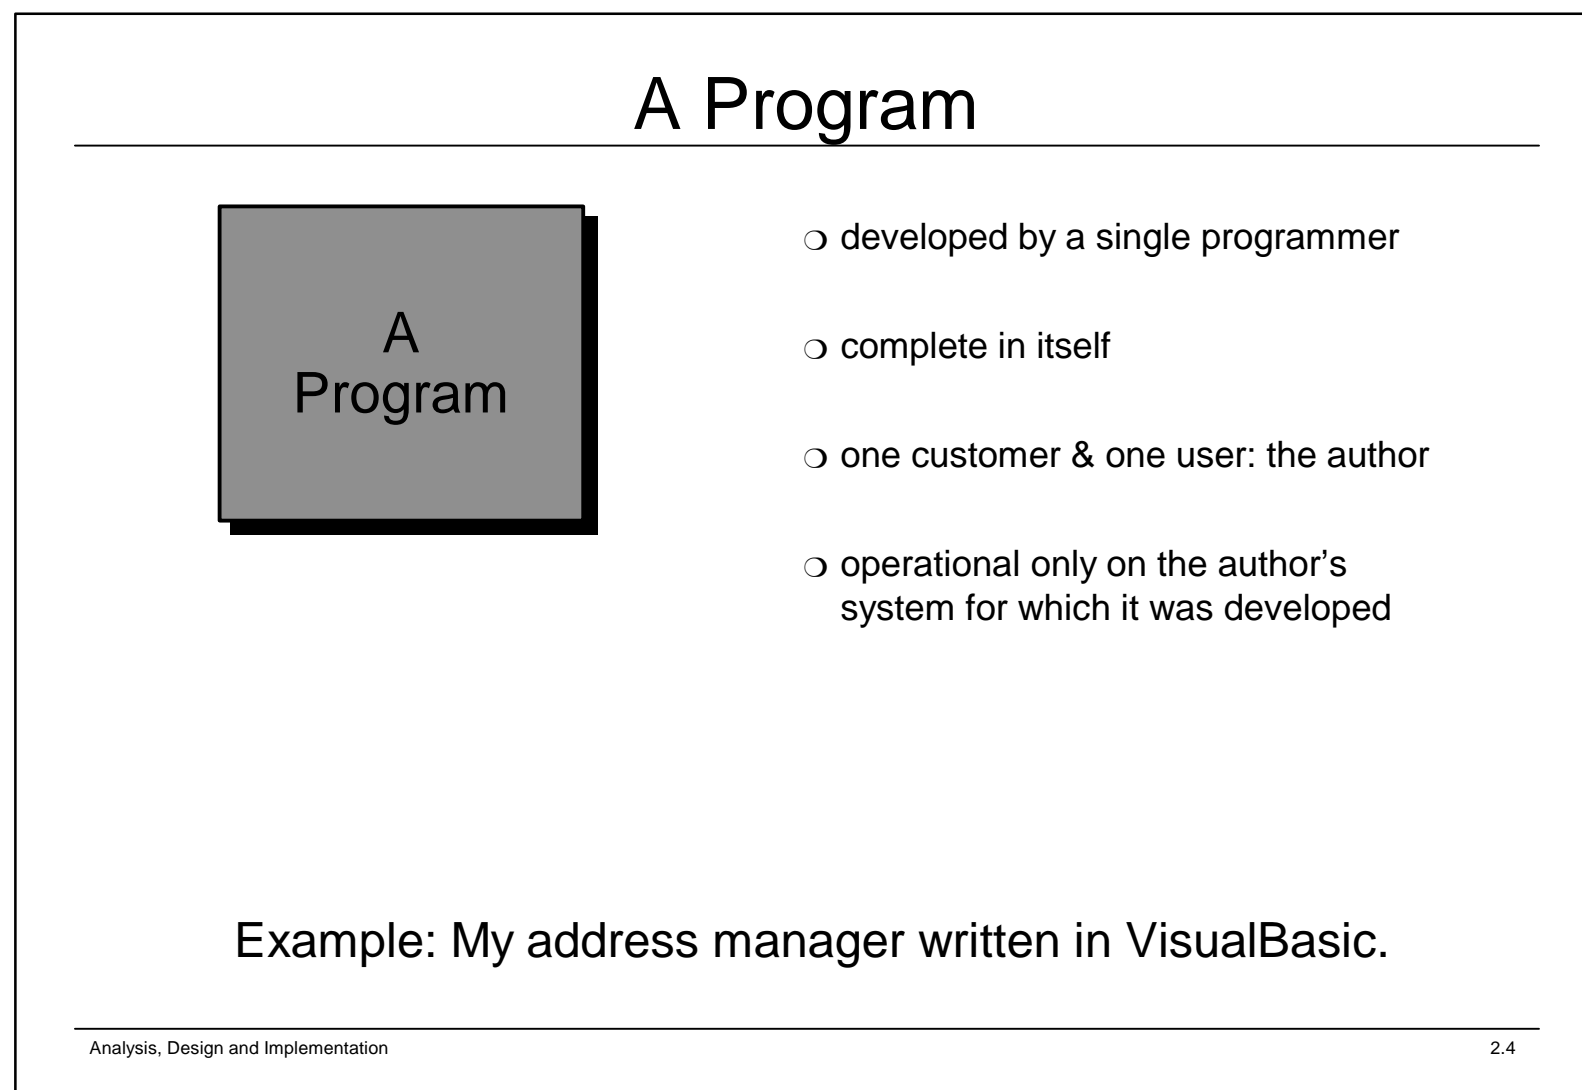 A Program
A
Program
❍ developed by a single programmer
❍ complete in itself
❍ one customer & one user: the author
❍ operational only on the author’s
system for which it was developed
Example: My address manager written in VisualBasic.
Analysis, Design and Implementation
2.4